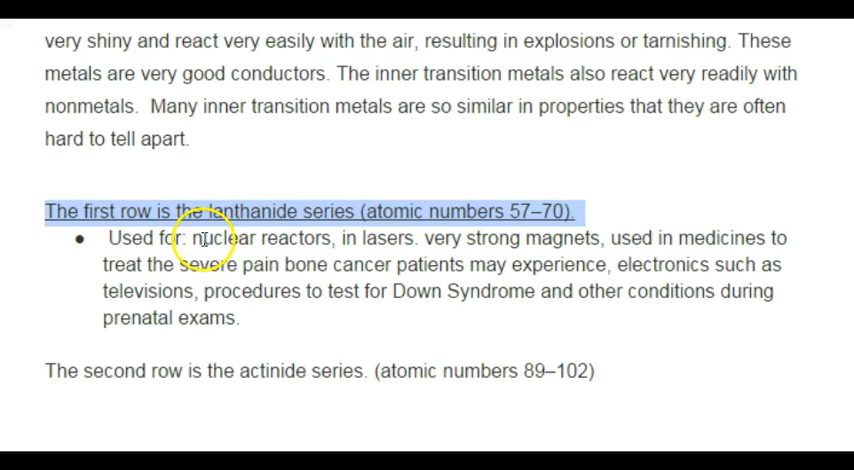 very shiny and react very easily with the air, resulting in explosions or tarnishing. These
metals are very good conductors. The inner transition metals also react very readily with
nonmetals.  Many inner transition metals are so similar in properties that they are often
hard to tell apart.
The first row is the lanthanide series (atomic numbers 57–70).
● Used for: nuclear reactors, in lasers. very strong magnets, used in medicines to
treat the severe pain bone cancer patients may experience, electronics such as
televisions, procedures to test for Down Syndrome and other conditions during
prenatal exams.
The second row is the actinide series. (atomic numbers 89–102)